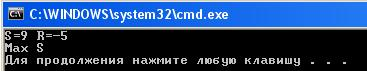 C:\WINDOWS\system32\cmd.exe
S=9 R=-5
Max S
Для продолжения нажмите любую клавишу . . .